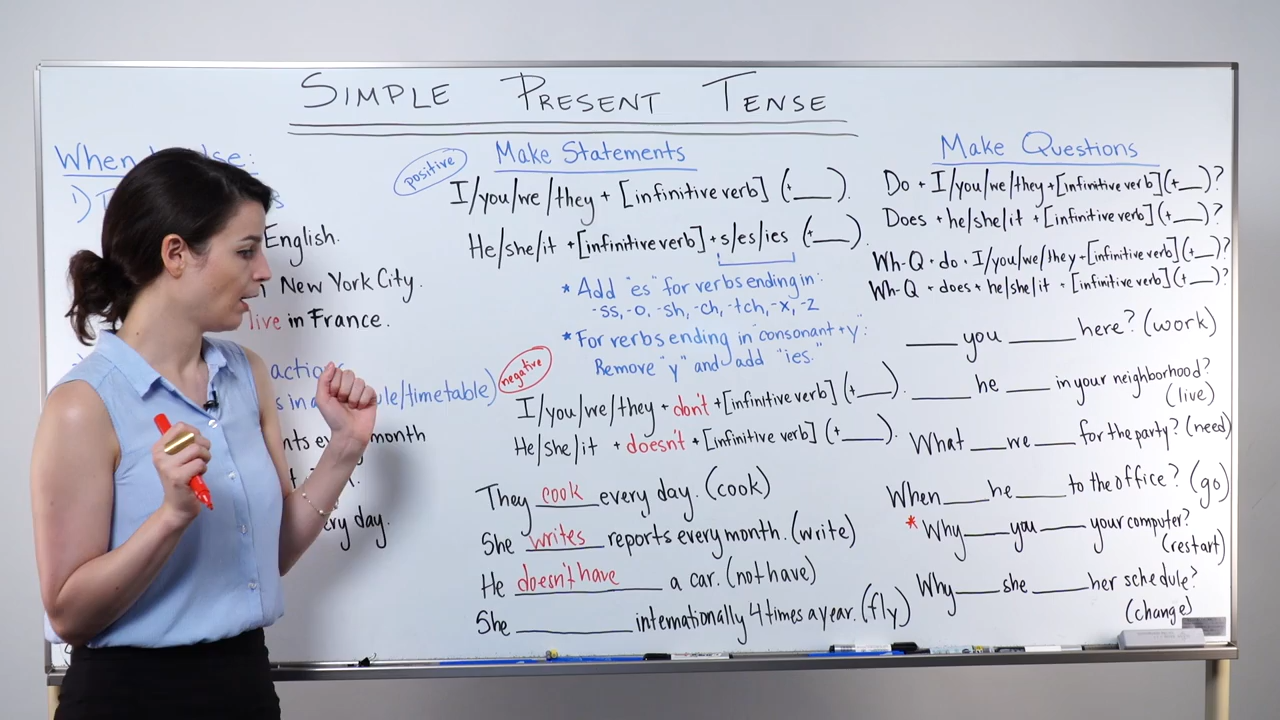 SIMPLE PRESENT TENSE
When
1)
English.
New York City.
live in France.
actions
in a /timetable)
every month
every day.
positive
Make Statements
I/you/we/they + [infinitive verb] (+___).
He/she/it + [infinitive verb] + s/es/ies (+___).
* Add "es" for verbs ending in:
-ss, -o, -sh, -ch, -tch, -x, -z
* For verbs ending in "consonant + y":
Remove "y" and add "ies."
negative
I/you/we/they + don't + [infinitive verb] (+___).
He/she/it + doesn't + [infinitive verb] (+___).
They cook every day. (cook)
She writes reports every month. (write)
He doesn't have a car. (not have)
She ___ internationally 4 times a year. (fly)
Make Questions
Do + I/you/we/they + [infinitive verb] (+___)?
Does + he/she/it + [infinitive verb] (+___)?
Wh-Q + do + I/you/we/they + [infinitive verb] (+___)?
Wh-Q + does + he/she/it + [infinitive verb] (+___)?
___ you ___ here? (work)
___ he ___ in your neighborhood?
(live)
What ___ we ___ for the party? (need)
When ___ he ___ to the office? (go)
* Why ___ you ___ your computer?
(restart)
Why ___ she ___ her schedule?
(change)